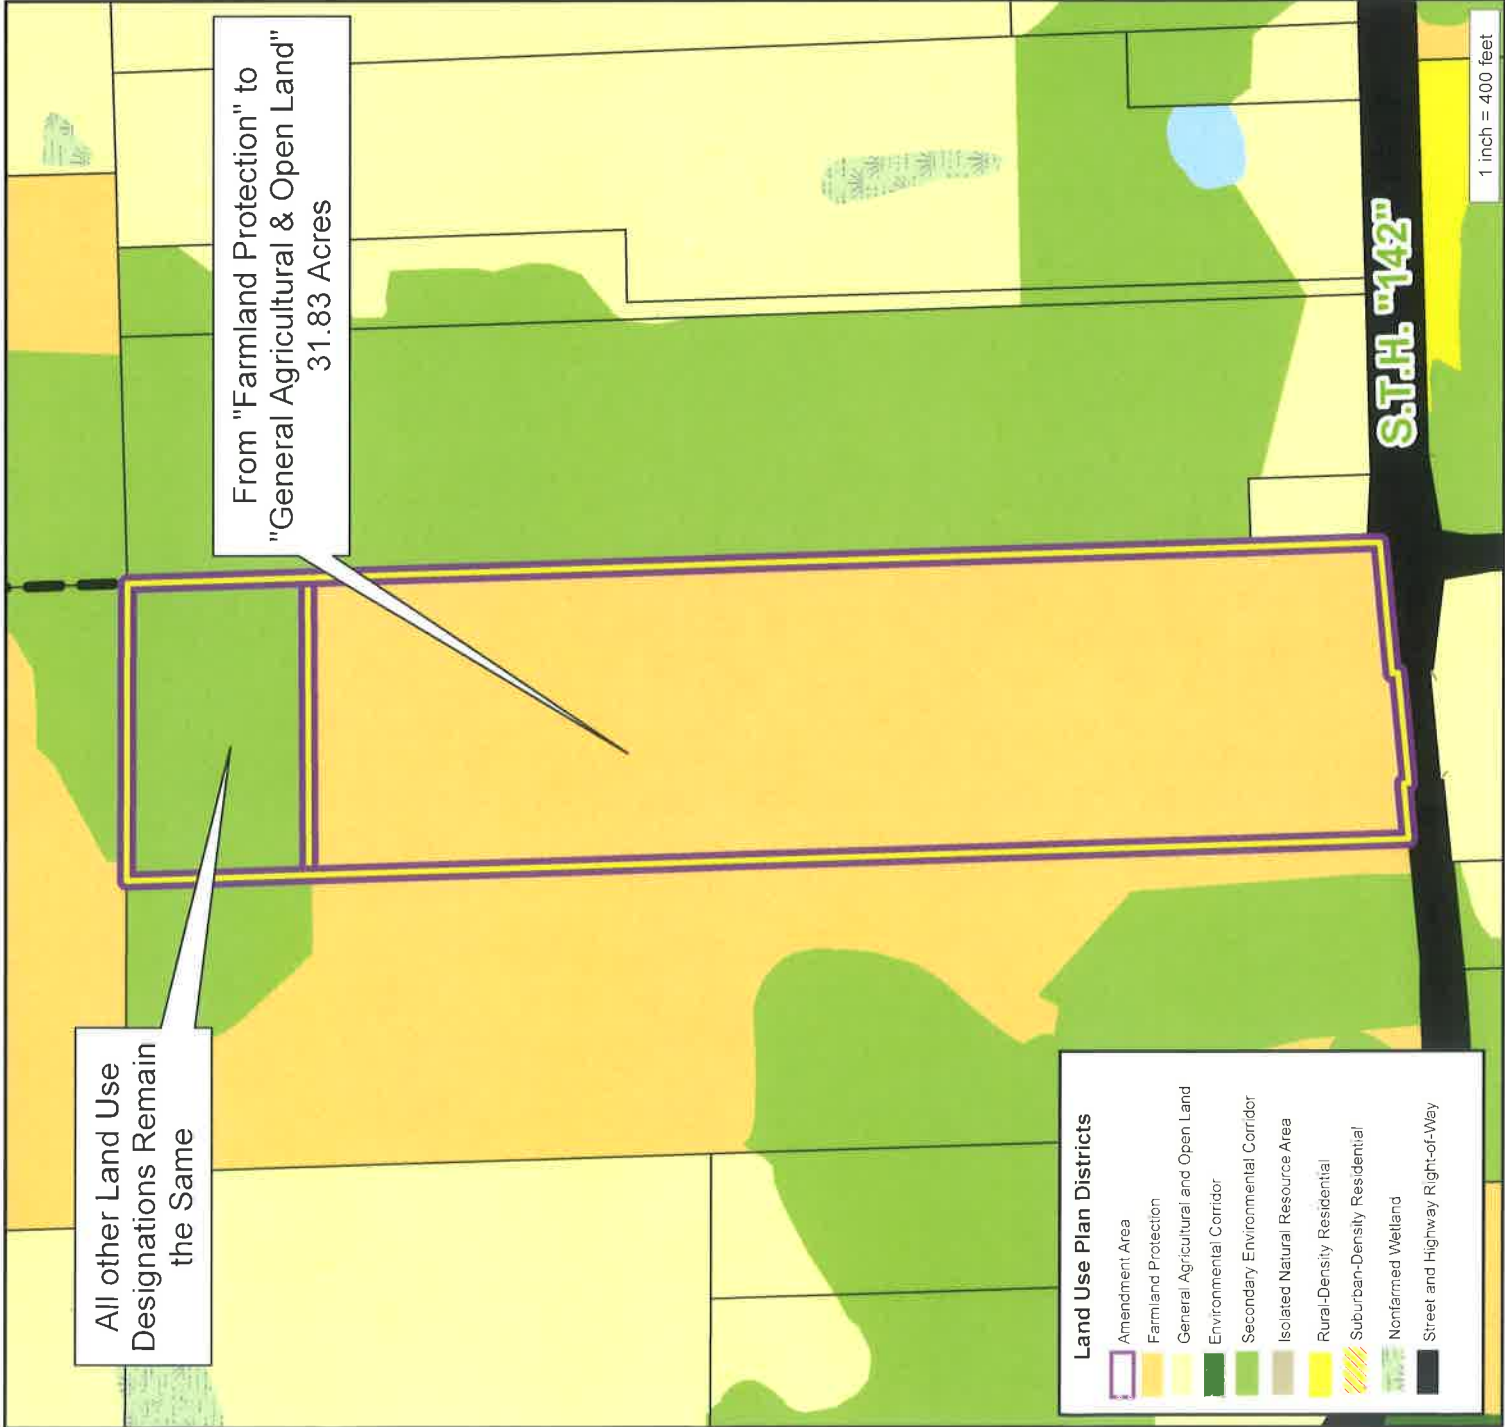 All other Land Use
Designations Remain
the Same
From "Farmland Protection" to
"General Agricultural & Open Land"
31.83 Acres
S.T.H. "142"
Land Use Plan Districts
Amendment Area
Farmland Protection
General Agricultural and Open Land
Environmental Corridor
Secondary Environmental Corridor
Isolated Natural Resource Area
Rural-Density Residential
Suburban-Density Residential
Nonfarmed Wetland
Street and Highway Right-of-Way
1 inch = 400 feet